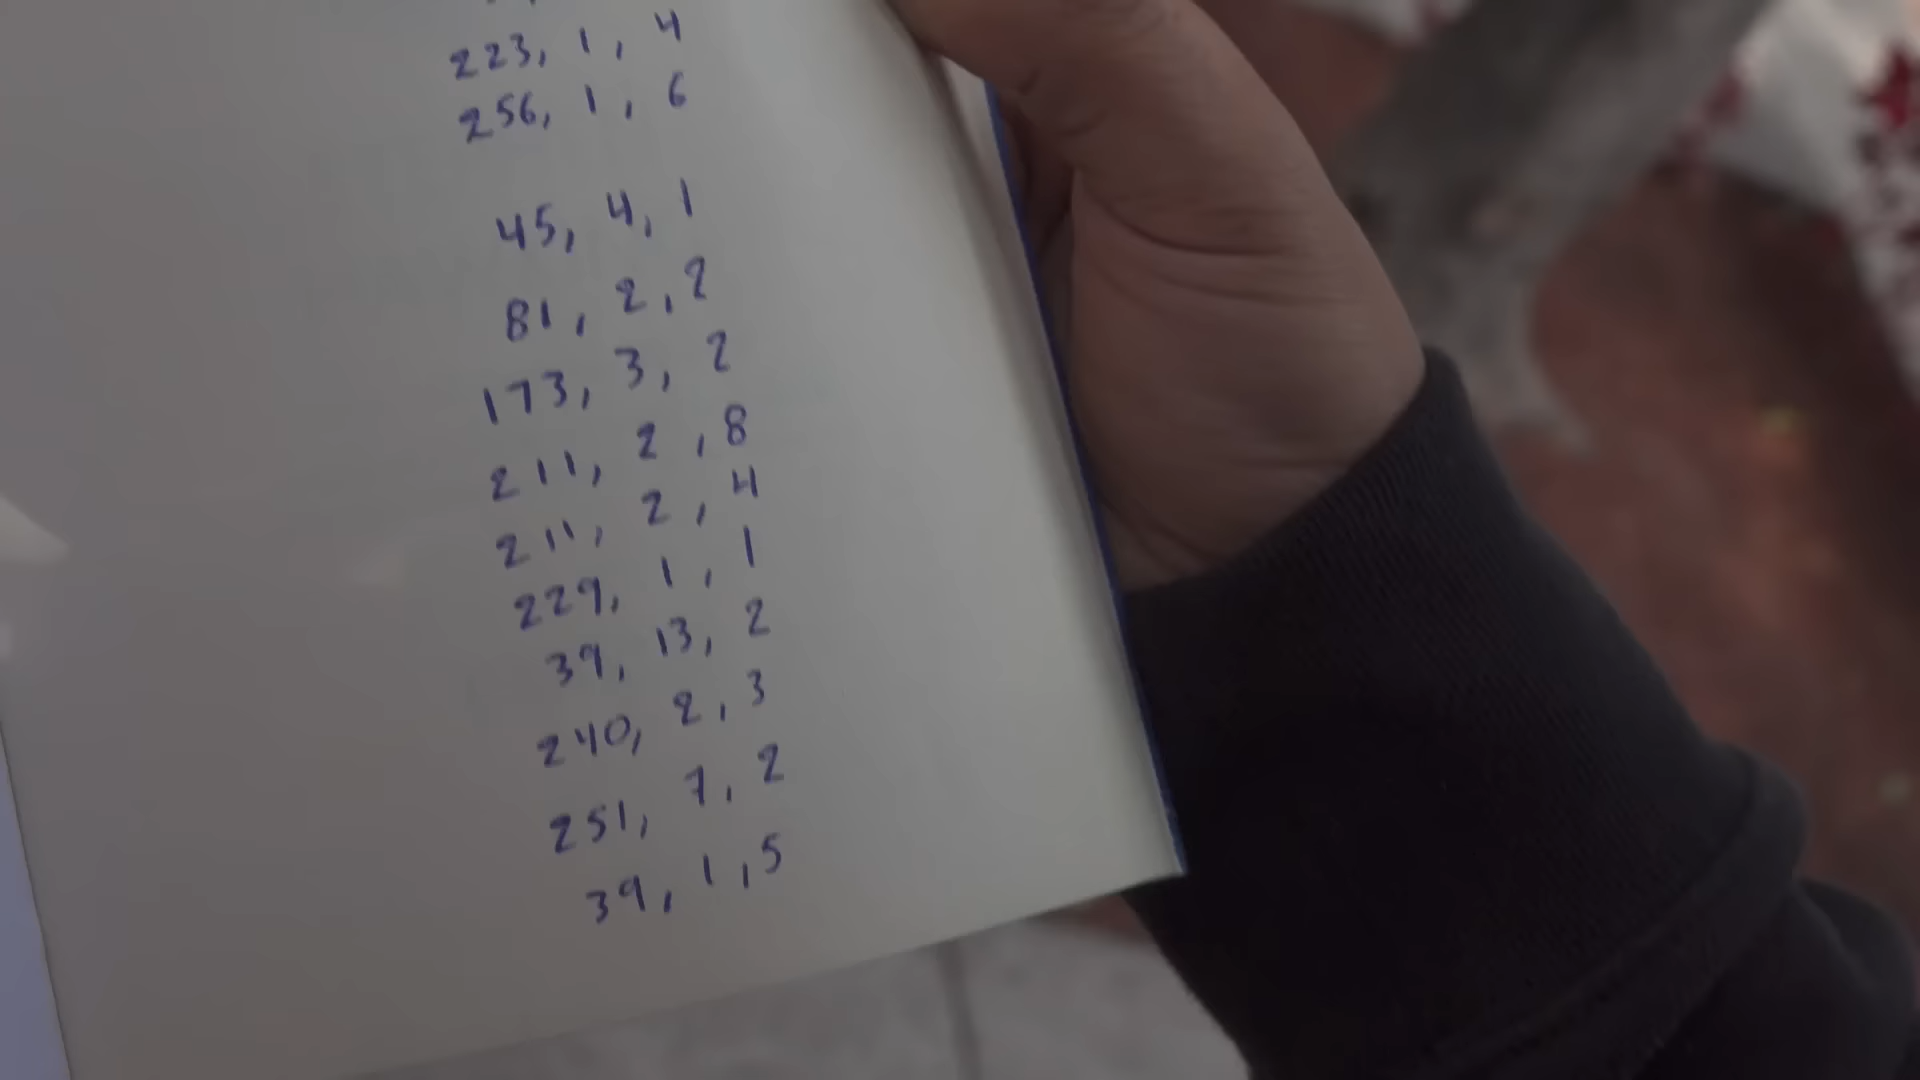 223, 1, 4
256, 1, 6
45, 4, 1
81, 2, 2
173, 3, 2
211, 2, 8
211, 2, 4
229, 1, 1
39, 13, 2
240, 2, 3
251, 7, 2
39, 1, 5